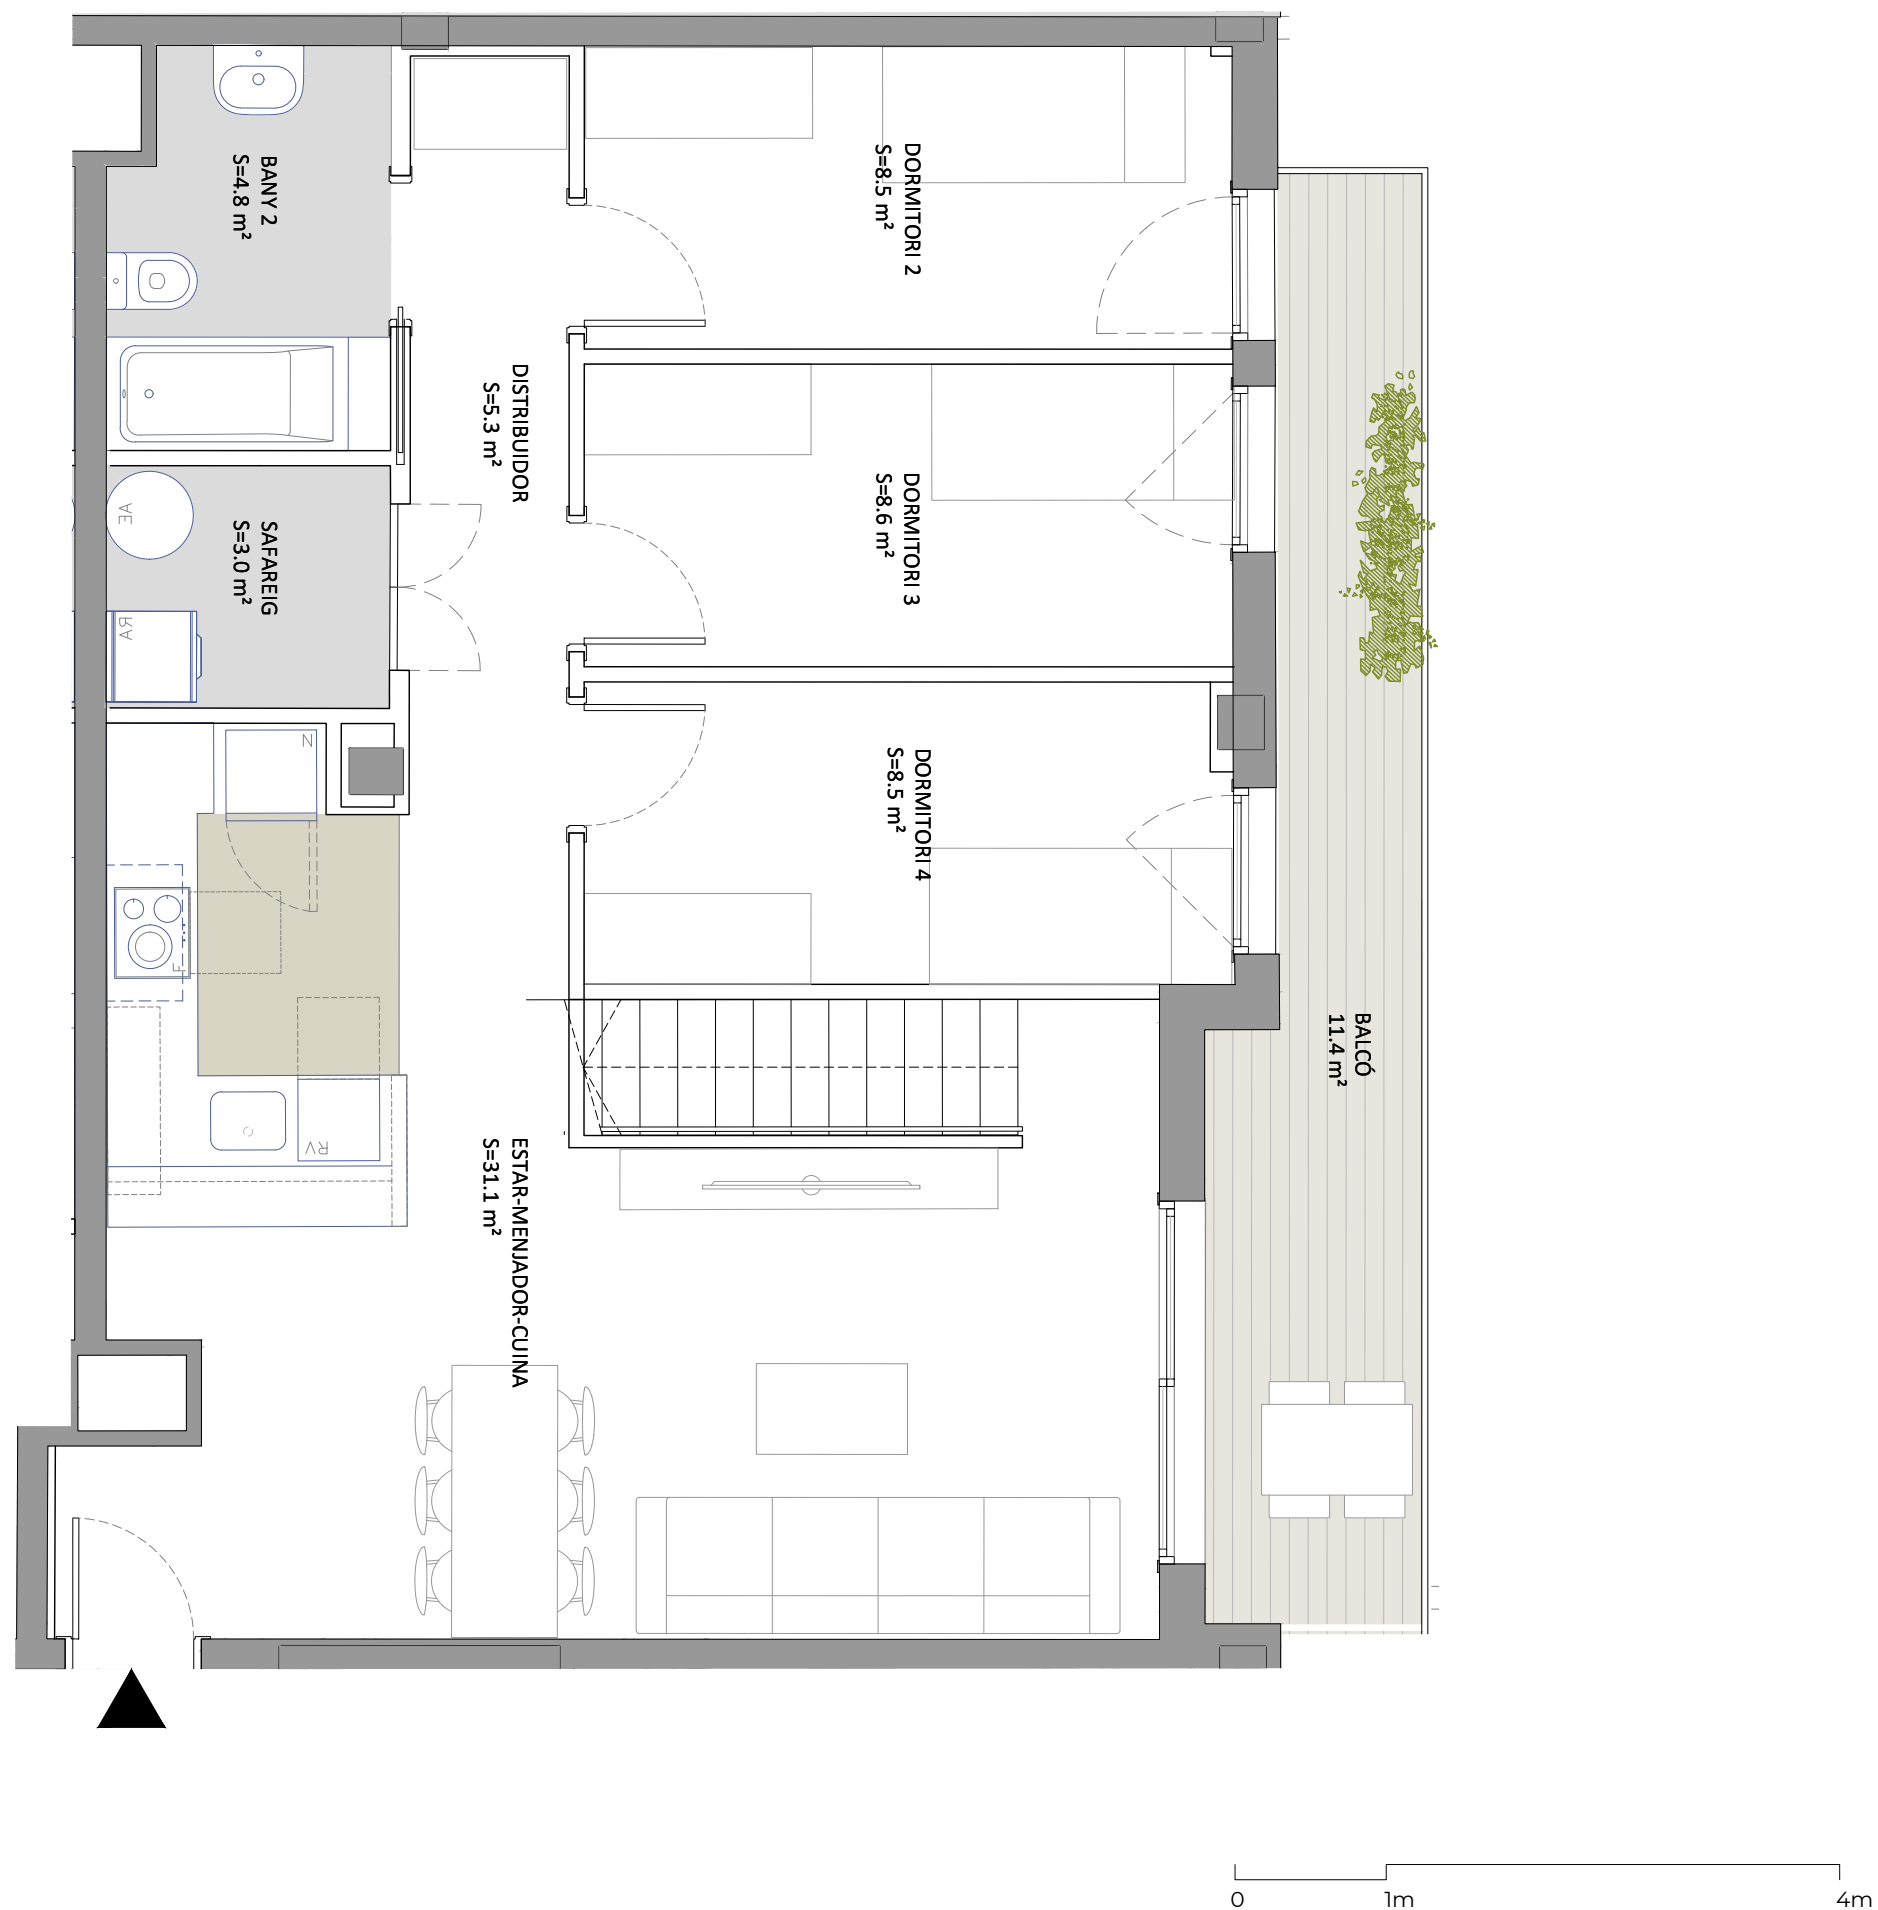 BANY 2
S=4.8 m²
DORMITORI 2
S=8.5 m²
DISTRIBUIDOR
S=5.3 m²
DORMITORI 3
S=8.6 m²
SAFAREIG
S=3.0 m²
AE
AR
DORMITORI 4
S=8.5 m²
N
F
RV
ESTAR-MENJADOR-CUINA
S=31.1 m²
BALCÓ
11.4 m²
0
1m
4m